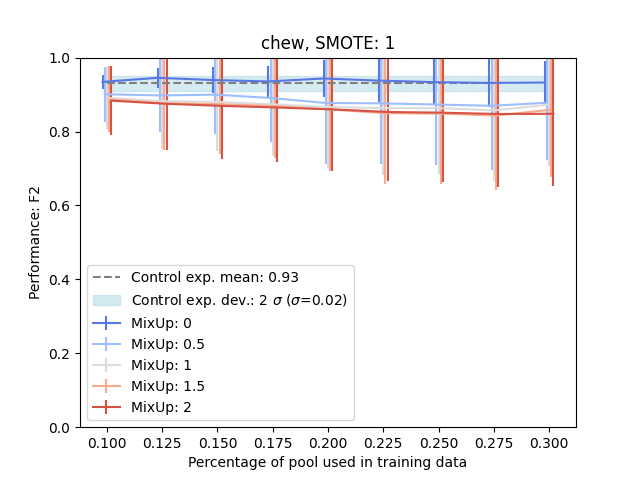 chew, SMOTE: 1
1.0
0.8
0.6
0.4
0.2
0.0
Performance: F2
Control exp. mean: 0.93
Control exp. dev.: 2 σ (σ=0.02)
MixUp: 0
MixUp: 0.5
MixUp: 1
MixUp: 1.5
MixUp: 2
0.100 0.125 0.150 0.175 0.200 0.225 0.250 0.275 0.300
Percentage of pool used in training data